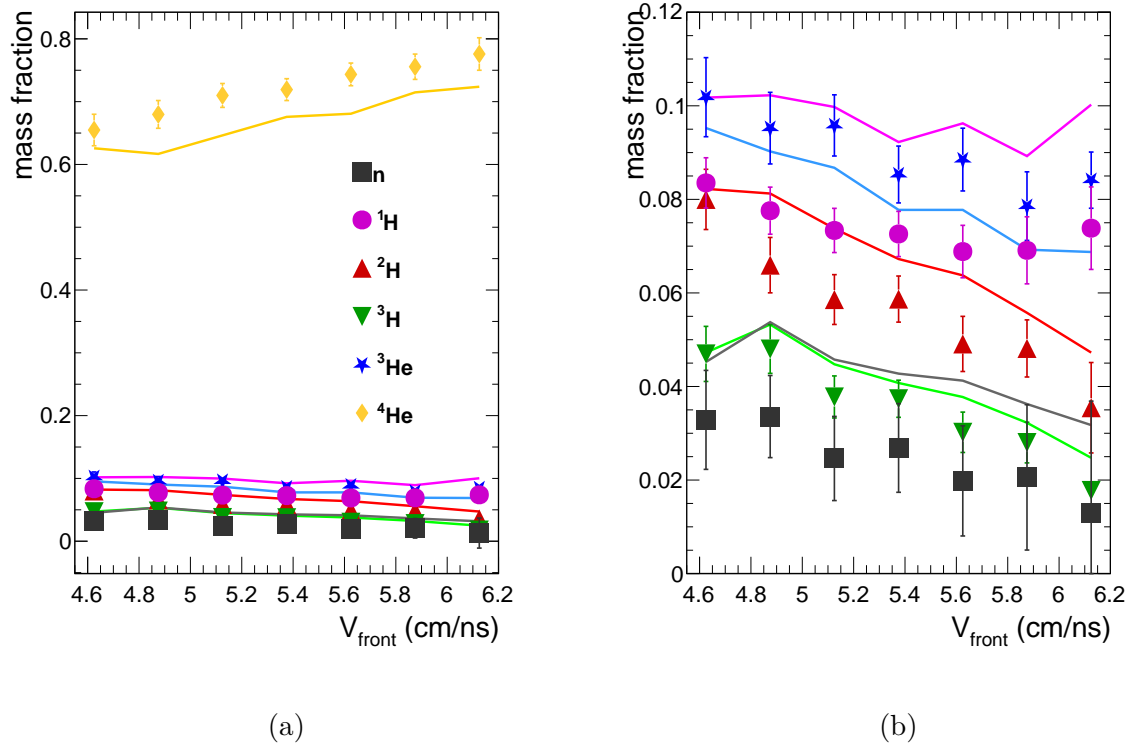 mass fraction
0.8
0.6
0.4
0.2
0
n
¹H
²H
³H
³He
⁴He
4.6 4.8 5 5.2 5.4 5.6 5.8 6 6.2
V_front (cm/ns)
(a)
mass fraction
0.12
0.1
0.08
0.06
0.04
0.02
0
4.6 4.8 5 5.2 5.4 5.6 5.8 6 6.2
V_front (cm/ns)
(b)